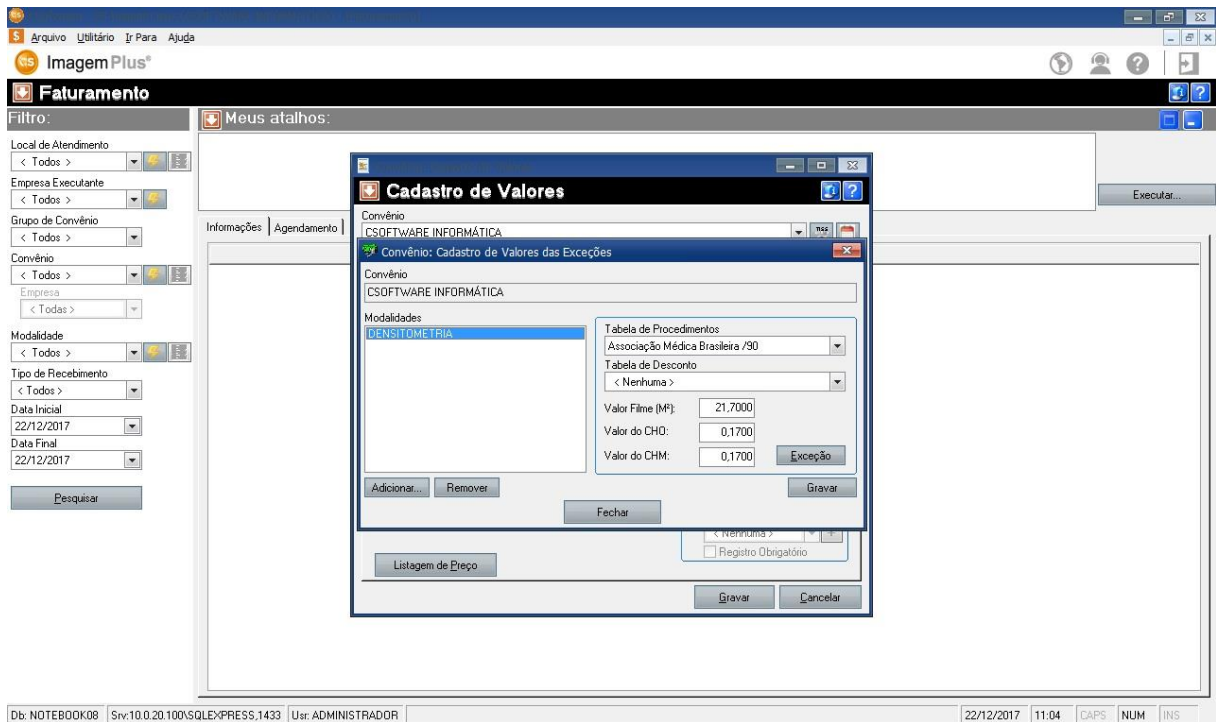 Arquivo Utilitário Ir Para Ajuda
ImagemPlus®
Faturamento
Filtro:
Meus atalhos:
Local de Atendimento
< Todos >
Empresa Executante
< Todos >
Grupo de Convênio
< Todos >
Convênio
< Todos >
Empresa
< Todas >
Modalidade
< Todos >
Tipo de Recebimento
< Todos >
Data Inicial
22/12/2017
Data Final
22/12/2017
Pesquisar
Executar...
Informações Agendamento
Cadastro de Valores
Convênio
CSOFTWARE INFORMÁTICA
Convênio: Cadastro de Valores das Exceções
Convênio
CSOFTWARE INFORMÁTICA
Modalidades
DENSITOMETRIA
Tabela de Procedimentos
Associação Médica Brasileira /90
Tabela de Desconto
< Nenhuma >
Valor Filme (M²): 21,7000
Valor do CHO: 0,1700
Valor do CHM: 0,1700 Exceção
Adicionar... Remover Gravar
Fechar
< Nenhuma >
Registro Obrigatório
Listagem de Preço
Gravar Cancelar
Db: NOTEBOOK08 Srv:10.0.20.100\SQLEXPRESS,1433 Usr: ADMINISTRADOR 22/12/2017 11:04 CAPS NUM INS